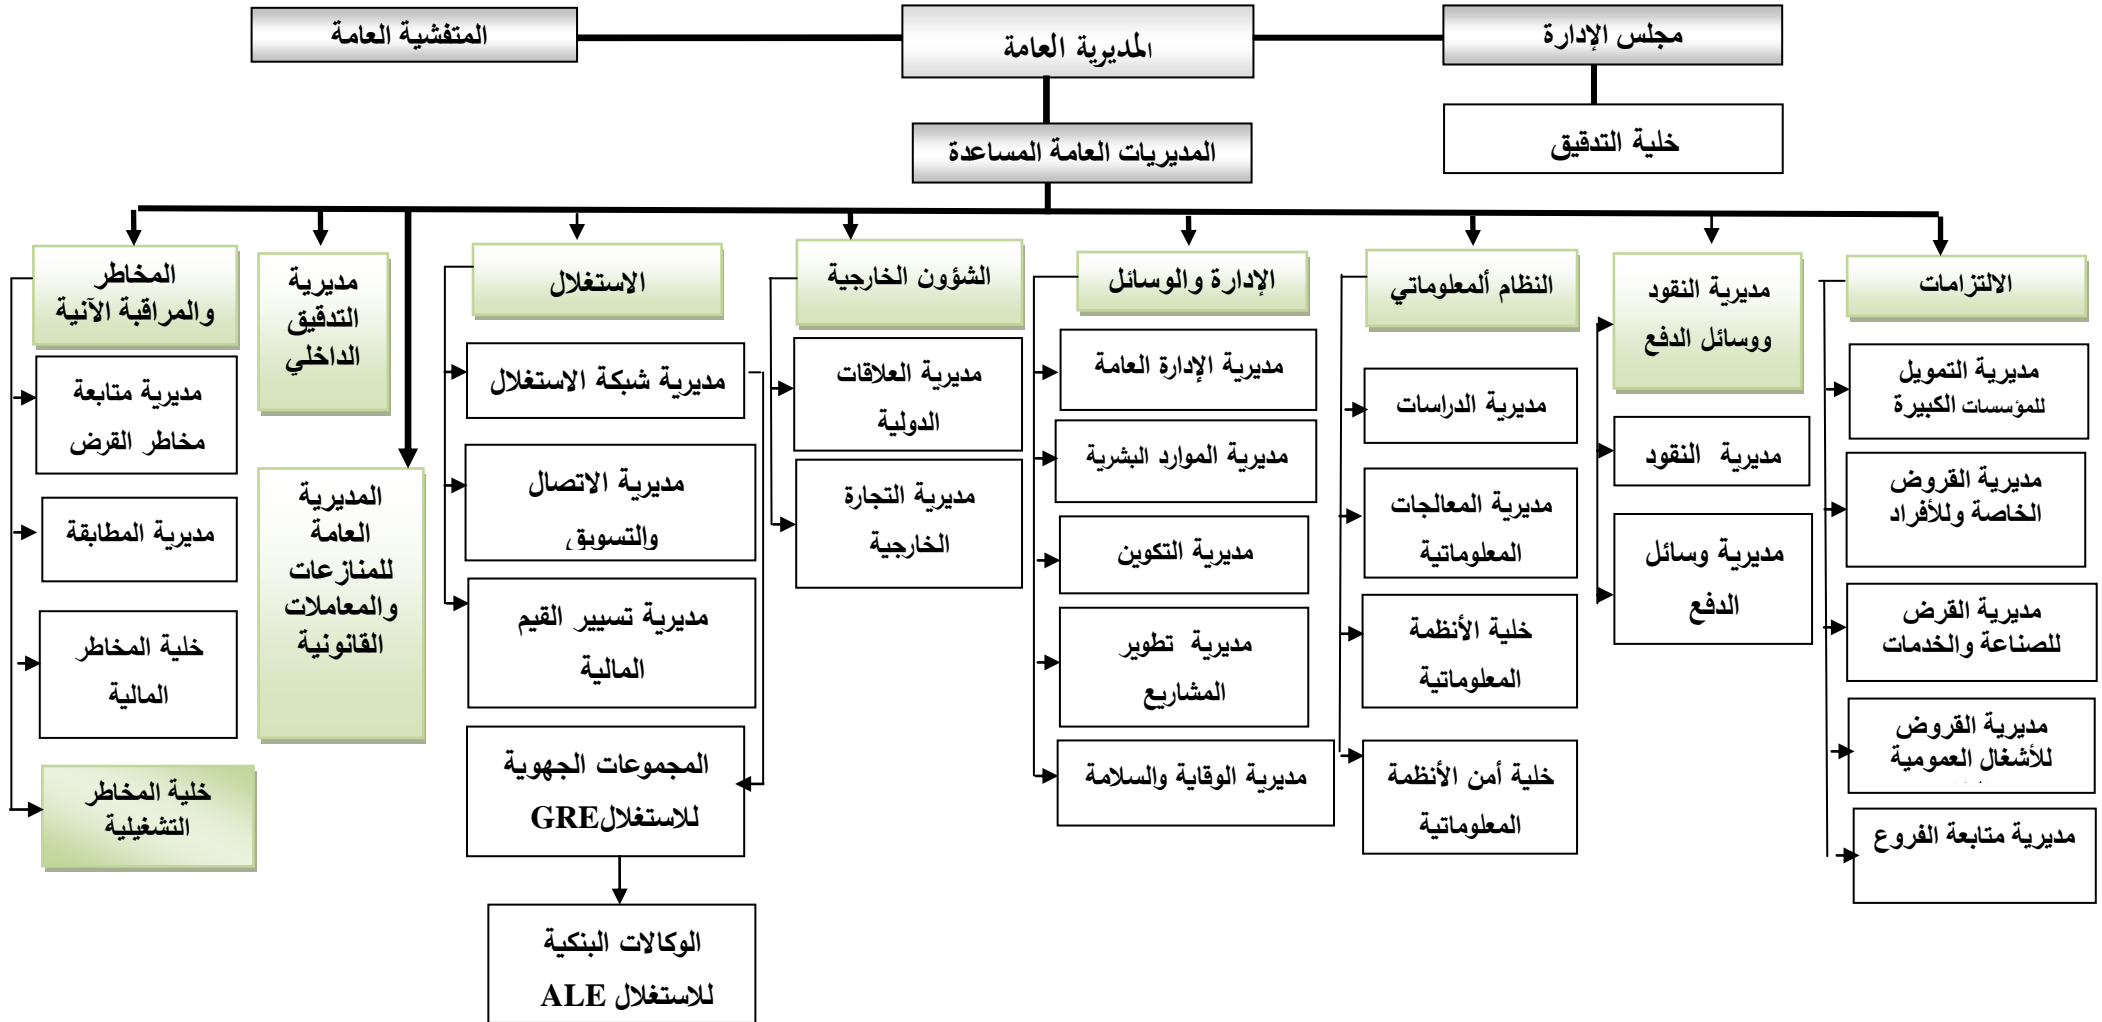 مجلس الإدارة
المديرية العامة
المتفشية العامة
خلية التدقيق
المديريات العامة المساعدة
الالتزامات
مديرية التمويل
للمؤسسات الكبيرة
مديرية القروض
الخاصة وللأفراد
مديرية القرض
للصناعة والخدمات
مديرية القروض
للأشغال العمومية
مديرية متابعة الفروع
مديرية النقود
ووسائل الدفع
مديرية النقود
مديرية وسائل
الدفع
النظام ألمعلوماتي
مديرية الدراسات
مديرية المعالجات
المعلوماتية
خلية الأنظمة
المعلوماتية
خلية أمن الأنظمة
المعلوماتية
الإدارة والوسائل
مديرية الإدارة العامة
مديرية الموارد البشرية
مديرية التكوين
مديرية تطوير
المشاريع
مديرية الوقاية والسلامة
الشؤون الخارجية
مديرية العلاقات
الدولية
مديرية التجارة
الخارجية
الاستغلال
مديرية شبكة الاستغلال
مديرية الاتصال
والتسويق
مديرية تسيير القيم
المالية
المجموعات الجهوية
للاستغلالGRE
الوكالات البنكية
للاستغلال ALE
مديرية
التدقيق
الداخلي
المديرية
العامة
للمنازعات
والمعاملات
القانونية
المخاطر
والمراقبة الآنية
مديرية متابعة
مخاطر القرض
مديرية المطابقة
خلية المخاطر
المالية
خلية المخاطر
التشغيلية